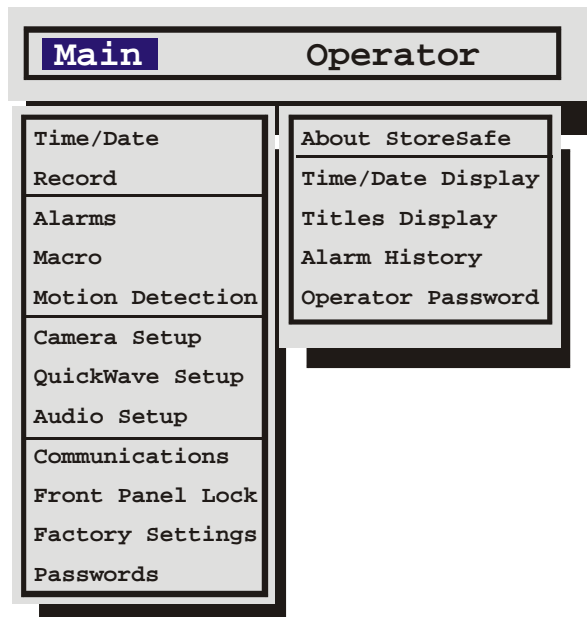 Main Operator
Time/Date
Record
Alarms
Macro
Motion Detection
Camera Setup
QuickWave Setup
Audio Setup
Communications
Front Panel Lock
Factory Settings
Passwords
About StoreSafe
Time/Date Display
Titles Display
Alarm History
Operator Password